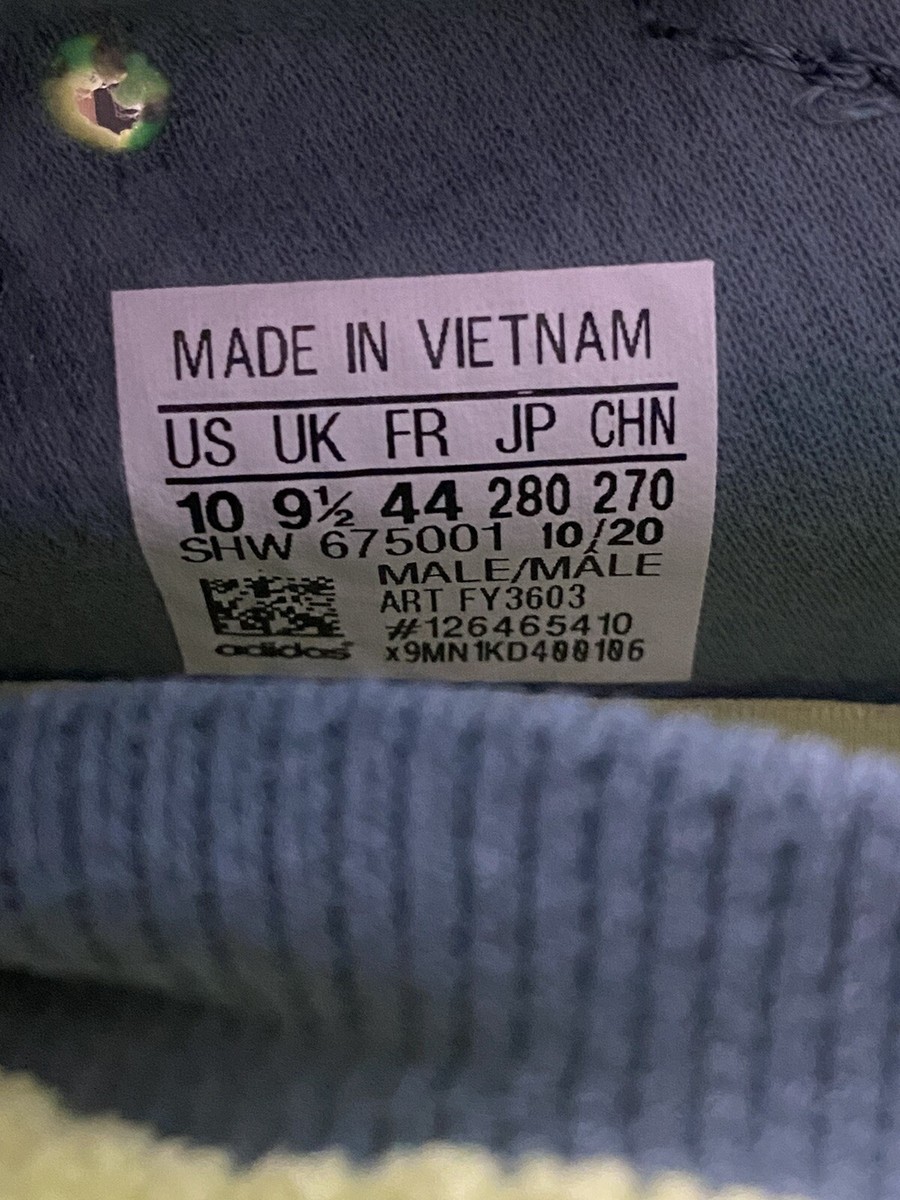 MADE IN VIETNAM
US UK FR JP CHN
10 9½ 44 280 270
SHW 675001 10/20
MALE/MÂLE
ART FY3603
#126465410
adidas x9MN1KD400106